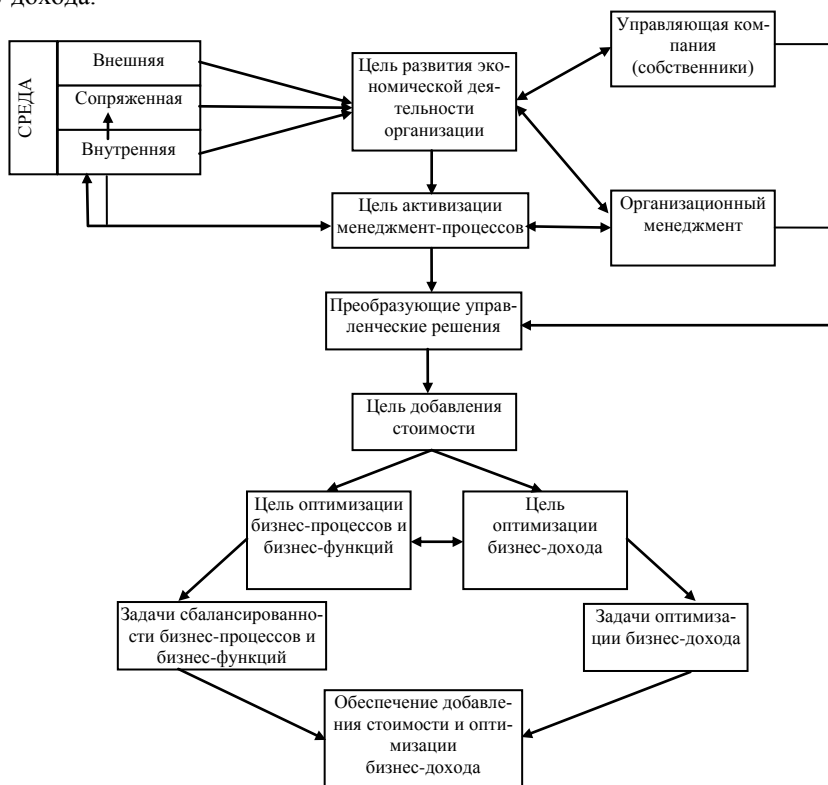 дохода.
СРЕДА
Внешняя
Сопряженная
Внутренняя
Цель развития эко-
номической дея-
тельности
организации
Управляющая ком-
пания
(собственники)
Цель активизации
менеджмент-процессов
Организационный
менеджмент
Преобразующие управ-
ленческие решения
Цель добавления
стоимости
Цель оптимизации
бизнес-процессов и
бизнес-функций
Цель
оптимизации
бизнес-дохода
Задачи сбалансированно-
сти бизнес-процессов и
бизнес-функций
Задачи оптимиза-
ции бизнес-дохода
Обеспечение добавле-
ния стоимости и опти-
мизации
бизнес-дохода